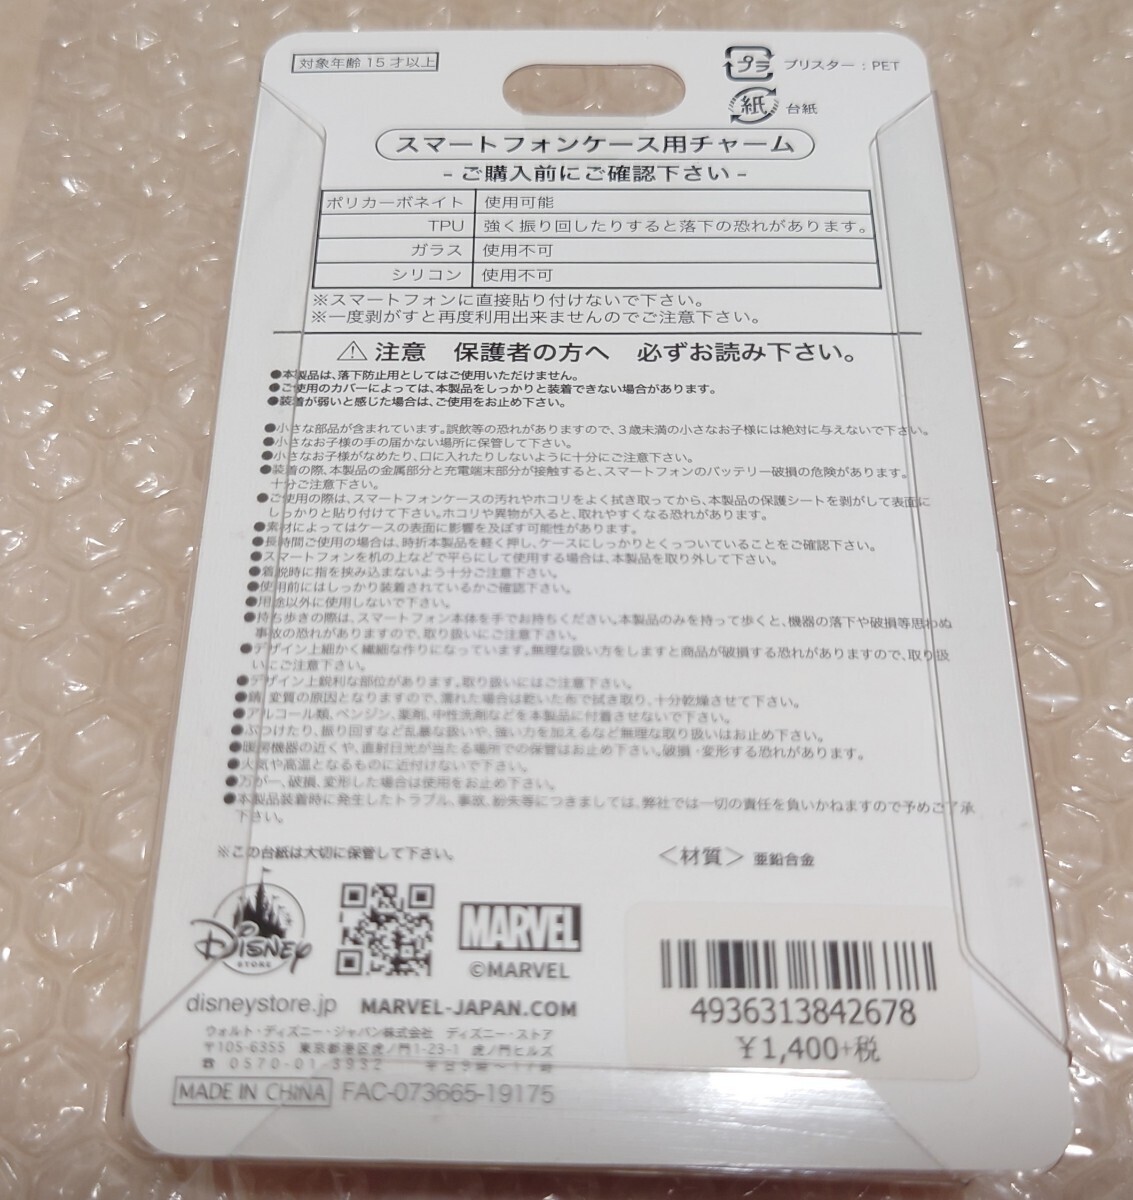 対象年齢 15才以上
プラ ブリスター：PET
紙 台紙
スマートフォンケース用チャーム
- ご購入前にご確認下さい -
ポリカーボネイト 使用可能
TPU 強く振り回したりすると落下の恐れがあります。
ガラス 使用不可
シリコン 使用不可
※スマートフォンに直接貼り付けないで下さい。
※一度剥がすと再度利用出来ませんのでご注意下さい。
⚠注意 保護者の方へ 必ずお読み下さい。
●本製品は、落下防止用としてはご使用いただけません。
●ご使用のカバーによっては、本製品をしっかりと装着できない場合があります。
●装着が弱いと感じた場合は、ご使用をお止め下さい。
●小さな部品が含まれています。誤飲等の恐れがありますので、3歳未満の小さなお子様には絶対に与えないで下さい。
●小さなお子様の手の届かない場所に保管して下さい。
●小さなお子様がなめたり、口に入れたりしないように十分にご注意下さい。
●装着の際、本製品の金属部分と充電端末部分が接触すると、スマートフォンのバッテリー破損の危険があります。
十分ご注意下さい。
●ご使用の際は、スマートフォンケースの汚れやホコリをよく拭き取ってから、本製品の保護シートを剥がして表面に
しっかりと貼り付けて下さい。ホコリや異物が入ると、取れやすくなる恐れがあります。
●素材によってはケースの表面に影響を及ぼす可能性があります。
●長時間ご使用の場合は、時折本製品を軽く押し、ケースにしっかりとくっついていることをご確認下さい。
●スマートフォンを机の上などで平らにして使用する場合は、本製品を取り外して下さい。
●着脱時に指を挟み込まないよう十分ご注意下さい。
●使用前にはしっかり装着されているかご確認下さい。
●用途以外に使用しないで下さい。
●持ち歩きの際は、スマートフォン本体を手でお持ちください。本製品のみを持って歩くと、機器の落下や破損等思わぬ
事故の恐れがありますので、取り扱いにご注意下さい。
●デザイン上細かく繊細な作りになっています。無理な扱い方をしますと商品が破損する恐れがありますので、取り扱
いにご注意下さい。
●デザイン上鋭利な部位があります。取り扱いにはご注意下さい。
●錆、変質の原因となりますので、濡れた場合は乾いた布で拭き取り、十分乾燥させて下さい。
●アルコール類、ベンジン、薬剤、中性洗剤などを本製品に付着させないで下さい。
●ぶつけたり、振り回すなど乱暴な扱いや、強い力を加えるなど無理な取り扱いはお止め下さい。
●暖房機器の近くや、直射日光が当たる場所での保管はお止め下さい。破損・変形する恐れがあります。
●火気や高温となるものに近付けないで下さい。
●万が一、破損、変形した場合は使用をお止め下さい。
●本製品装着時に発生したトラブル、事故、紛失等につきましては、弊社では一切の責任を負いかねますので予めご了承
下さい。
※この台紙は大切に保管して下さい。
＜材質＞ 亜鉛合金
DISNEY
STORE
MARVEL
©MARVEL
disneystore.jp MARVEL-JAPAN.COM
ウォルト・ディズニー・ジャパン株式会社 ディズニー・ストア
〒105-6355 東京都港区虎ノ門1-23-1 虎ノ門ヒルズ
☎ 0570-01-3932 平日9時～17時
MADE IN CHINA FAC-073665-19175
4936313842678
¥1,400+税